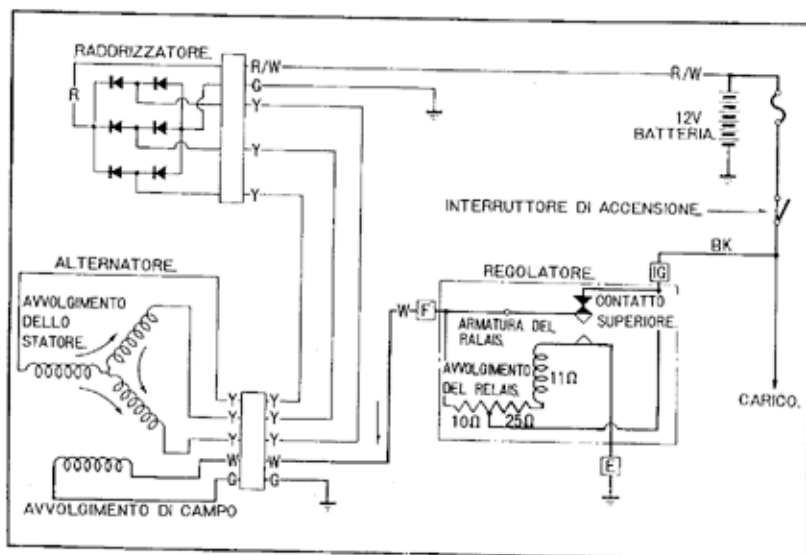 RADDRIZZATORE.
R/W
G
Y
Y
Y
R
R/W
12V
BATTERIA.
INTERRUTTORE DI ACCENSIONE
BK
IG
ALTERNATORE.
REGOLATORE.
AVVOLGIMENTO
DELLO
STATORE.
W
F
ARMATURA DEL
RALAIS.
CONTATTO
SUPERIORE.
AVVOLGIMENTO
DEL RELAIS.
11Ω
10Ω
25Ω
CARICO.
Y
Y
Y
W
G
Y
Y
Y
W
G
E
AVVOLGIMENTO Di CAMPO